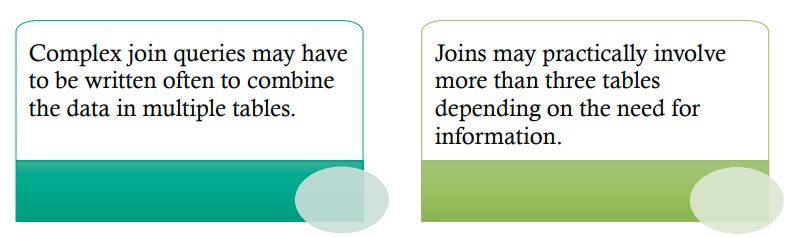 Complex join queries may have
to be written often to combine
the data in multiple tables.
Joins may practically involve
more than three tables
depending on the need for
information.